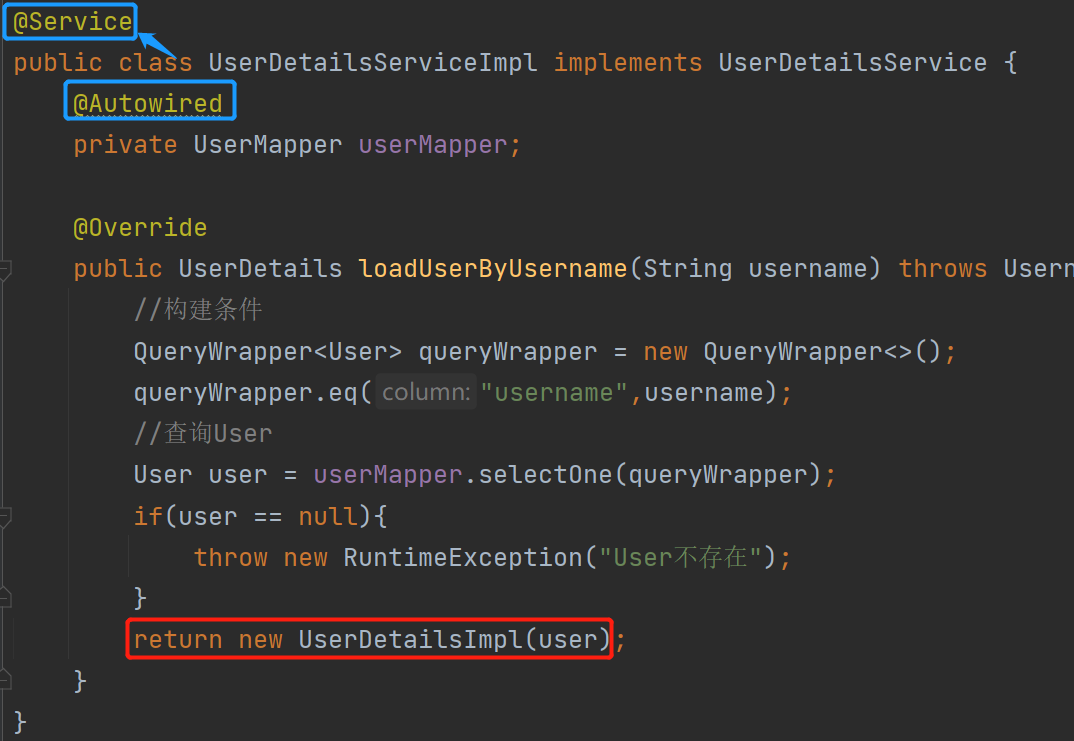 @Service
public class UserDetailsServiceImpl implements UserDetailsService {
@Autowired
private UserMapper userMapper;
@Override
public UserDetails loadUserByUsername(String username) throws Usern
//构建条件
QueryWrapper<User> queryWrapper = new QueryWrapper<>();
queryWrapper.eq( column: "username",username);
//查询User
User user = userMapper.selectOne(queryWrapper);
if(user == null){
throw new RuntimeException("User不存在");
}
return new UserDetailsImpl(user);
}
}